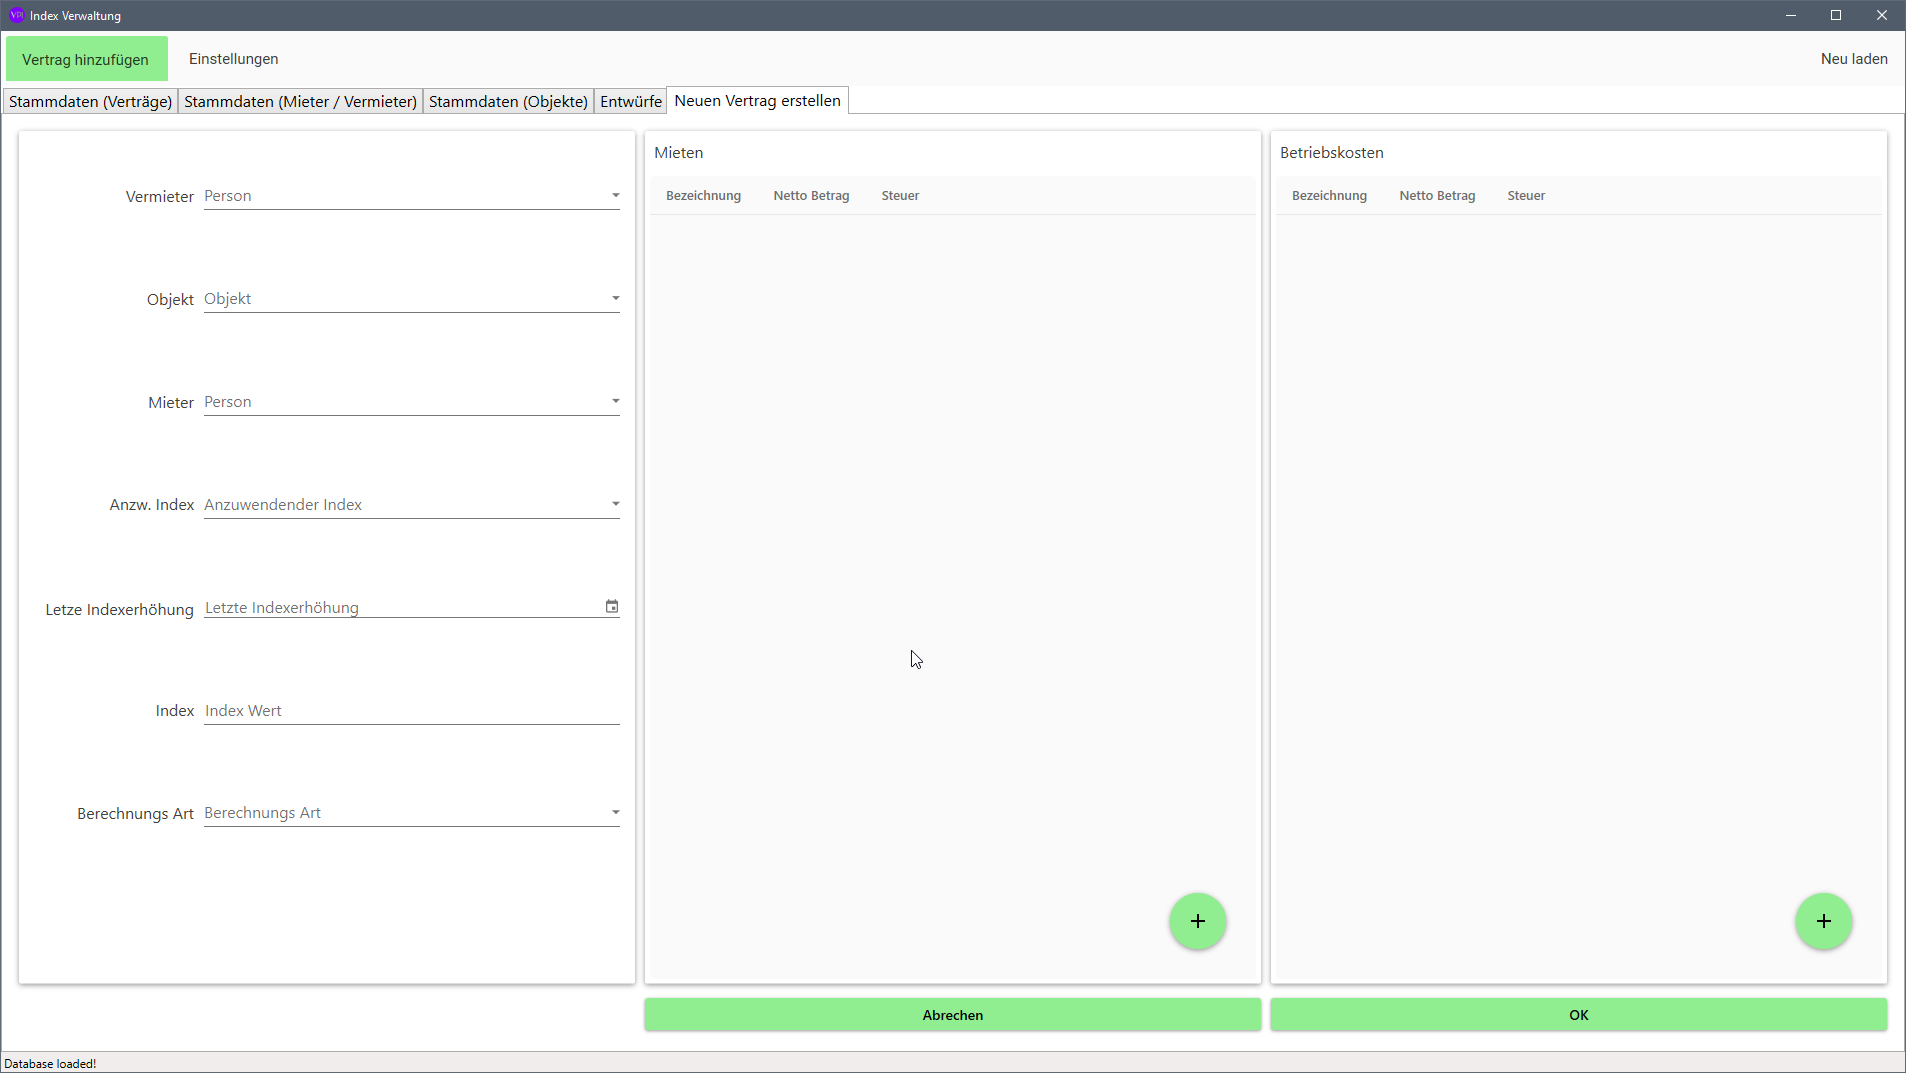 VPI Index Verwaltung
Vertrag hinzufügen Einstellungen Neu laden
Stammdaten (Verträge) Stammdaten (Mieter / Vermieter) Stammdaten (Objekte) Entwürfe Neuen Vertrag erstellen
Vermieter Person
Objekt Objekt
Mieter Person
Anzw. Index Anzuwendender Index
Letze Indexerhöhung Letzte Indexerhöhung
Index Index Wert
Berechnungs Art Berechnungs Art
Mieten
Bezeichnung Netto Betrag Steuer
Betriebskosten
Bezeichnung Netto Betrag Steuer
Abrechen OK
Database loaded!